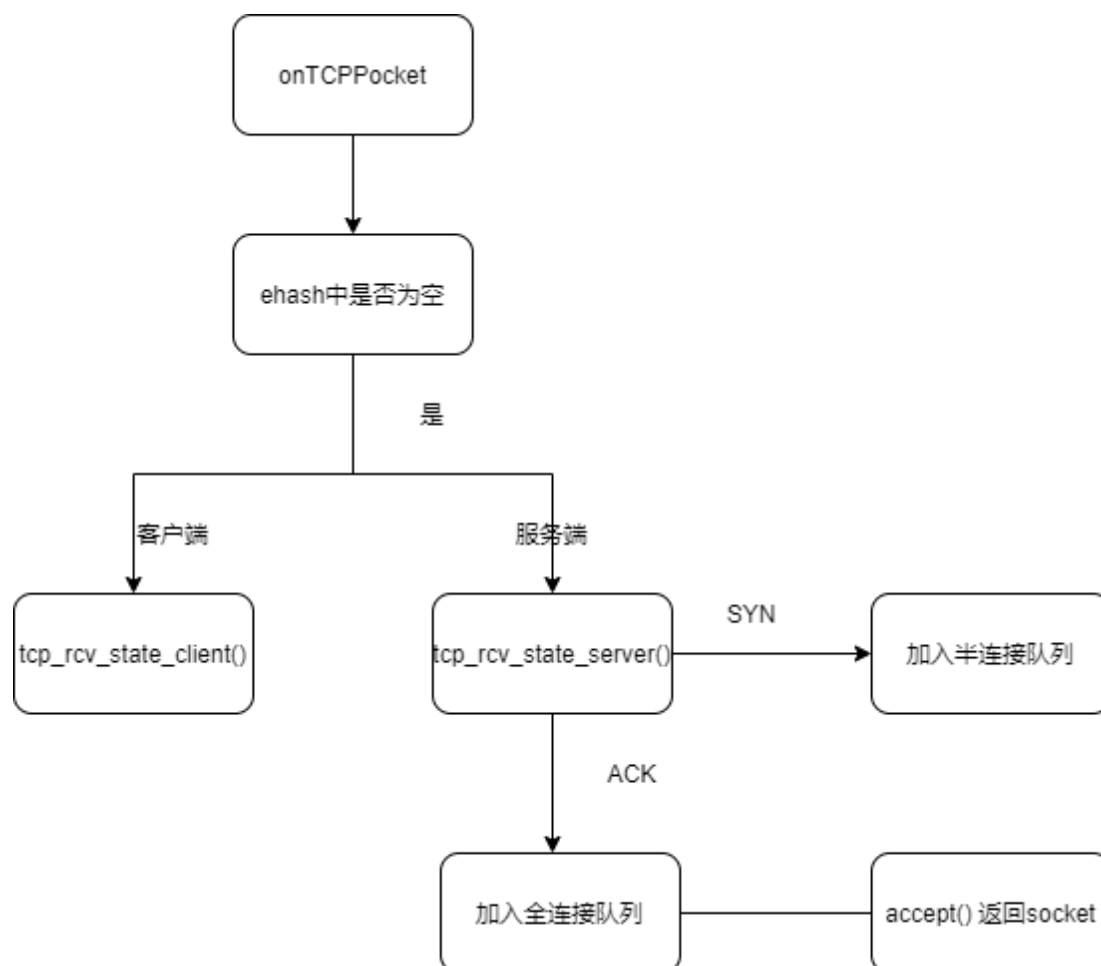 onTCPPocket
ehash中是否为空
是
客户端
服务端
SYN
tcp_rcv_state_client()
tcp_rcv_state_server()
加入半连接队列
ACK
加入全连接队列
accept() 返回socket